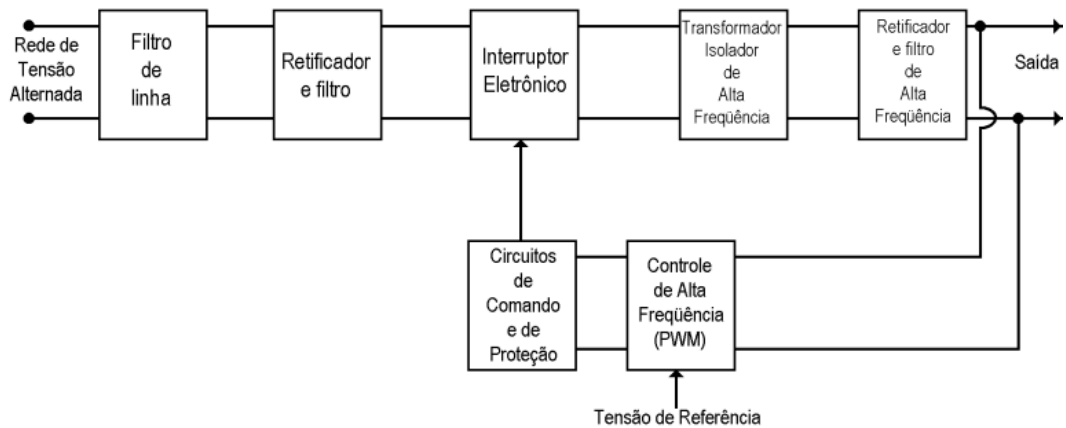 Rede de
Tensão
Alternada
Filtro
de
linha
Retificador
e filtro
Interruptor
Eletrônico
Transformador
Isolador
de
Alta
Freqüência
Retificador
e filtro
de
Alta
Freqüência
Saída
Circuitos
de
Comando
e de
Proteção
Controle
de Alta
Freqüência
(PWM)
Tensão de Referência